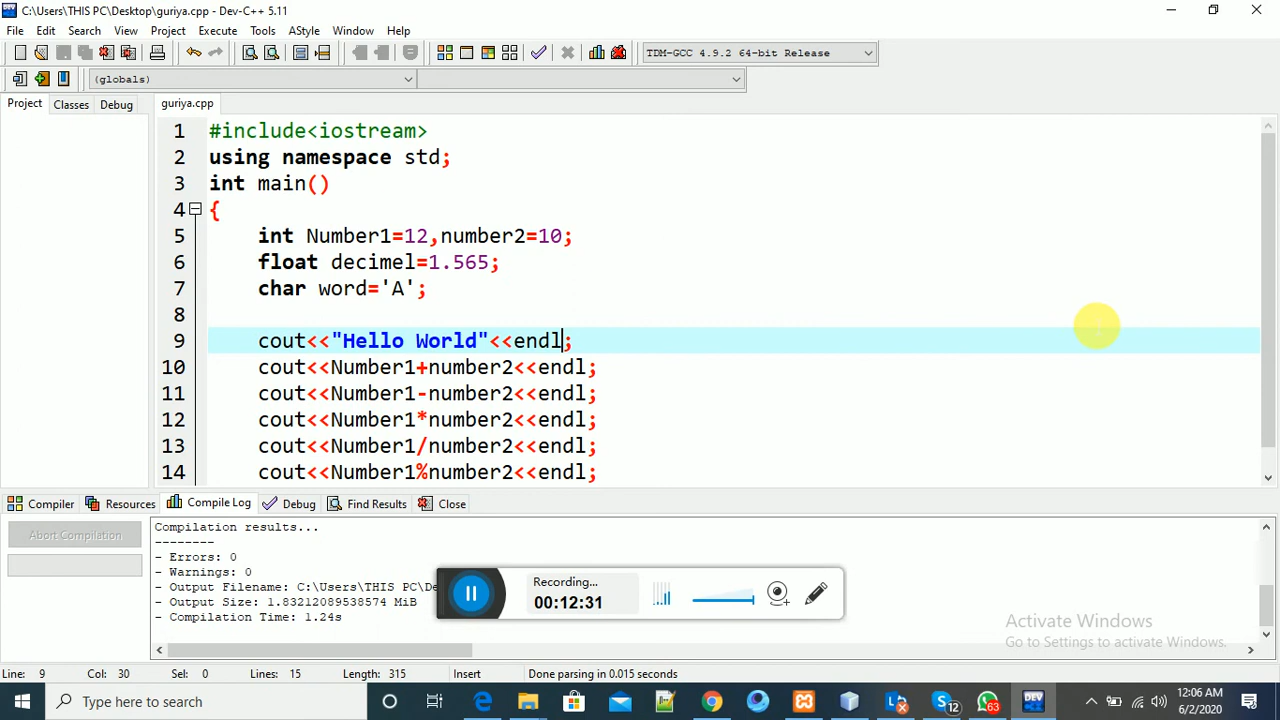 C:\Users\THIS PC\Desktop\guriya.cpp - Dev-C++ 5.11
File Edit Search View Project Execute Tools AStyle Window Help
TDM-GCC 4.9.2 64-bit Release
(globals)
Project Classes Debug guriya.cpp
1 #include<iostream>
2 using namespace std;
3 int main()
4 {
5 int Number1=12,number2=10;
6 float decimel=1.565;
7 char word='A';
8
9 cout<<"Hello World"<<endl;
10 cout<<Number1+number2<<endl;
11 cout<<Number1-number2<<endl;
12 cout<<Number1*number2<<endl;
13 cout<<Number1/number2<<endl;
14 cout<<Number1%number2<<endl;
Compiler Resources Compile Log Debug Find Results Close
Abort Compilation
Compilation results...
--------
- Errors: 0
- Warnings: 0
- Output Filename: C:\Users\THIS PC\De
- Output Size: 1.83212089538574 MiB
- Compilation Time: 1.24s
Recording...
00:12:31
Activate Windows
Go to Settings to activate Windows.
Line: 9 Col: 30 Sel: 0 Lines: 15 Length: 315 Insert Done parsing in 0.015 seconds
Type here to search
DEV
12
63
12:06 AM
6/2/2020